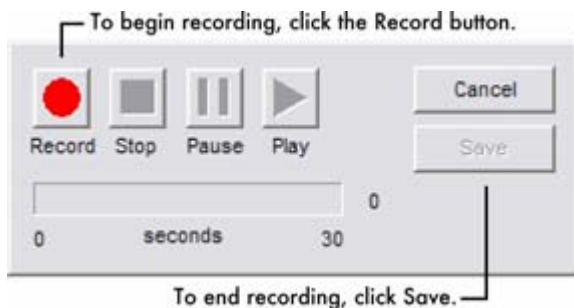 To begin recording, click the Record button.
Cancel
Record Stop Pause Play
Save
0
0 seconds 30
To end recording, click Save.